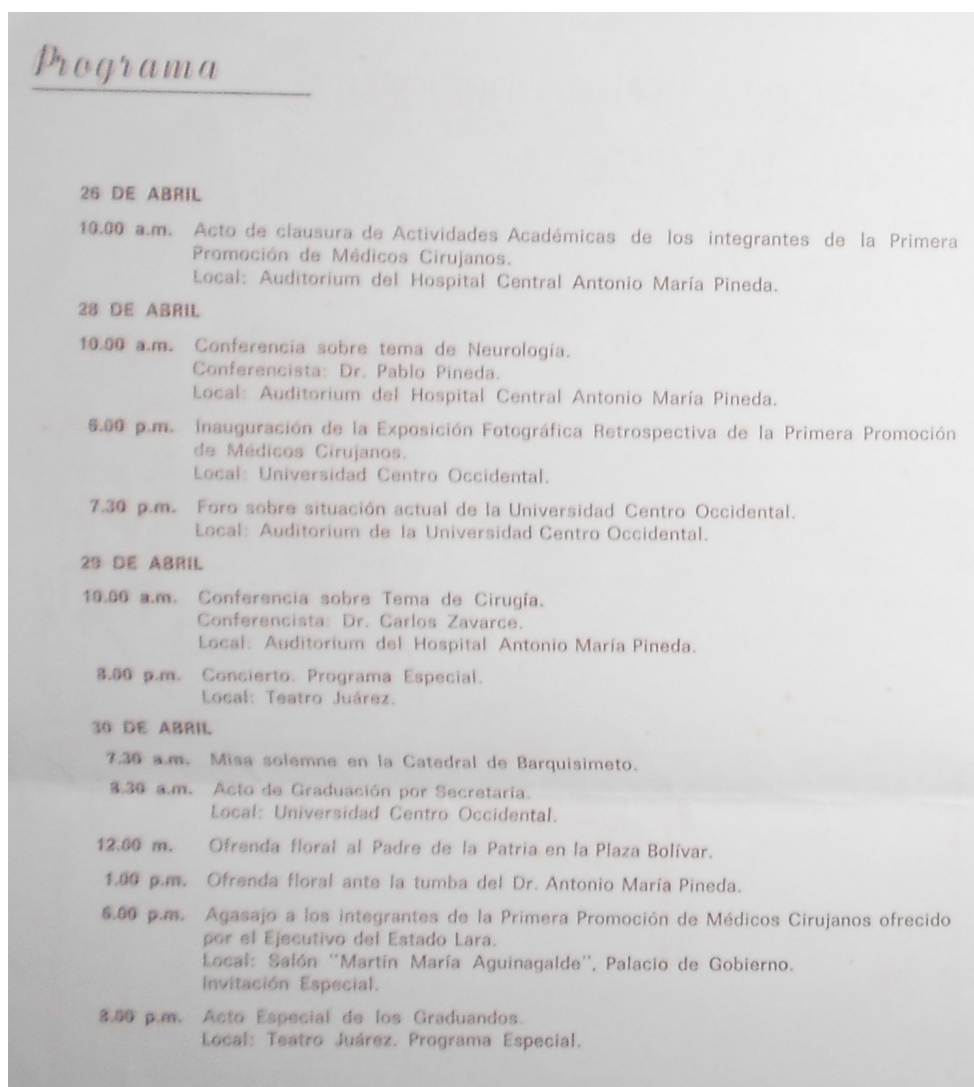 Programa
26 DE ABRIL
10.00 a.m. Acto de clausura de Actividades Académicas de los integrantes de la Primera
Promoción de Médicos Cirujanos.
Local: Auditorium del Hospital Central Antonio María Pineda.
28 DE ABRIL
10.00 a.m. Conferencia sobre tema de Neurología.
Conferencista: Dr. Pablo Pineda.
Local: Auditorium del Hospital Central Antonio María Pineda.
6.00 p.m. Inauguración de la Exposición Fotográfica Retrospectiva de la Primera Promoción
de Médicos Cirujanos.
Local: Universidad Centro Occidental.
7.30 p.m. Foro sobre situación actual de la Universidad Centro Occidental.
Local: Auditorium de la Universidad Centro Occidental.
29 DE ABRIL
10.00 a.m. Conferencia sobre Tema de Cirugía.
Conferencista: Dr. Carlos Zavarce.
Local: Auditorium del Hospital Antonio María Pineda.
8.00 p.m. Concierto. Programa Especial.
Local: Teatro Juárez.
30 DE ABRIL
7.30 a.m. Misa solemne en la Catedral de Barquisimeto.
8.30 a.m. Acto de Graduación por Secretaría.
Local: Universidad Centro Occidental.
12.00 m. Ofrenda floral al Padre de la Patria en la Plaza Bolívar.
1.00 p.m. Ofrenda floral ante la tumba del Dr. Antonio María Pineda.
6.00 p.m. Agasajo a los integrantes de la Primera Promoción de Médicos Cirujanos ofrecido
por el Ejecutivo del Estado Lara.
Local: Salón "Martín María Aguinagalde", Palacio de Gobierno.
Invitación Especial.
8.00 p.m. Acto Especial de los Graduandos.
Local: Teatro Juárez. Programa Especial.